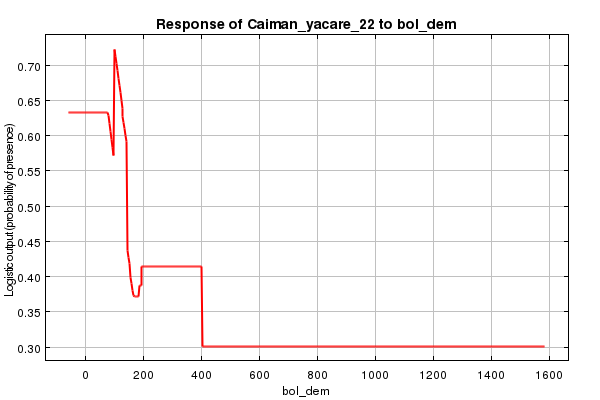 Response of Caiman_yacare_22 to bol_dem
Logistic output (probability of presence)
0.70
0.65
0.60
0.55
0.50
0.45
0.40
0.35
0.30
0 200 400 600 800 1000 1200 1400 1600
bol_dem